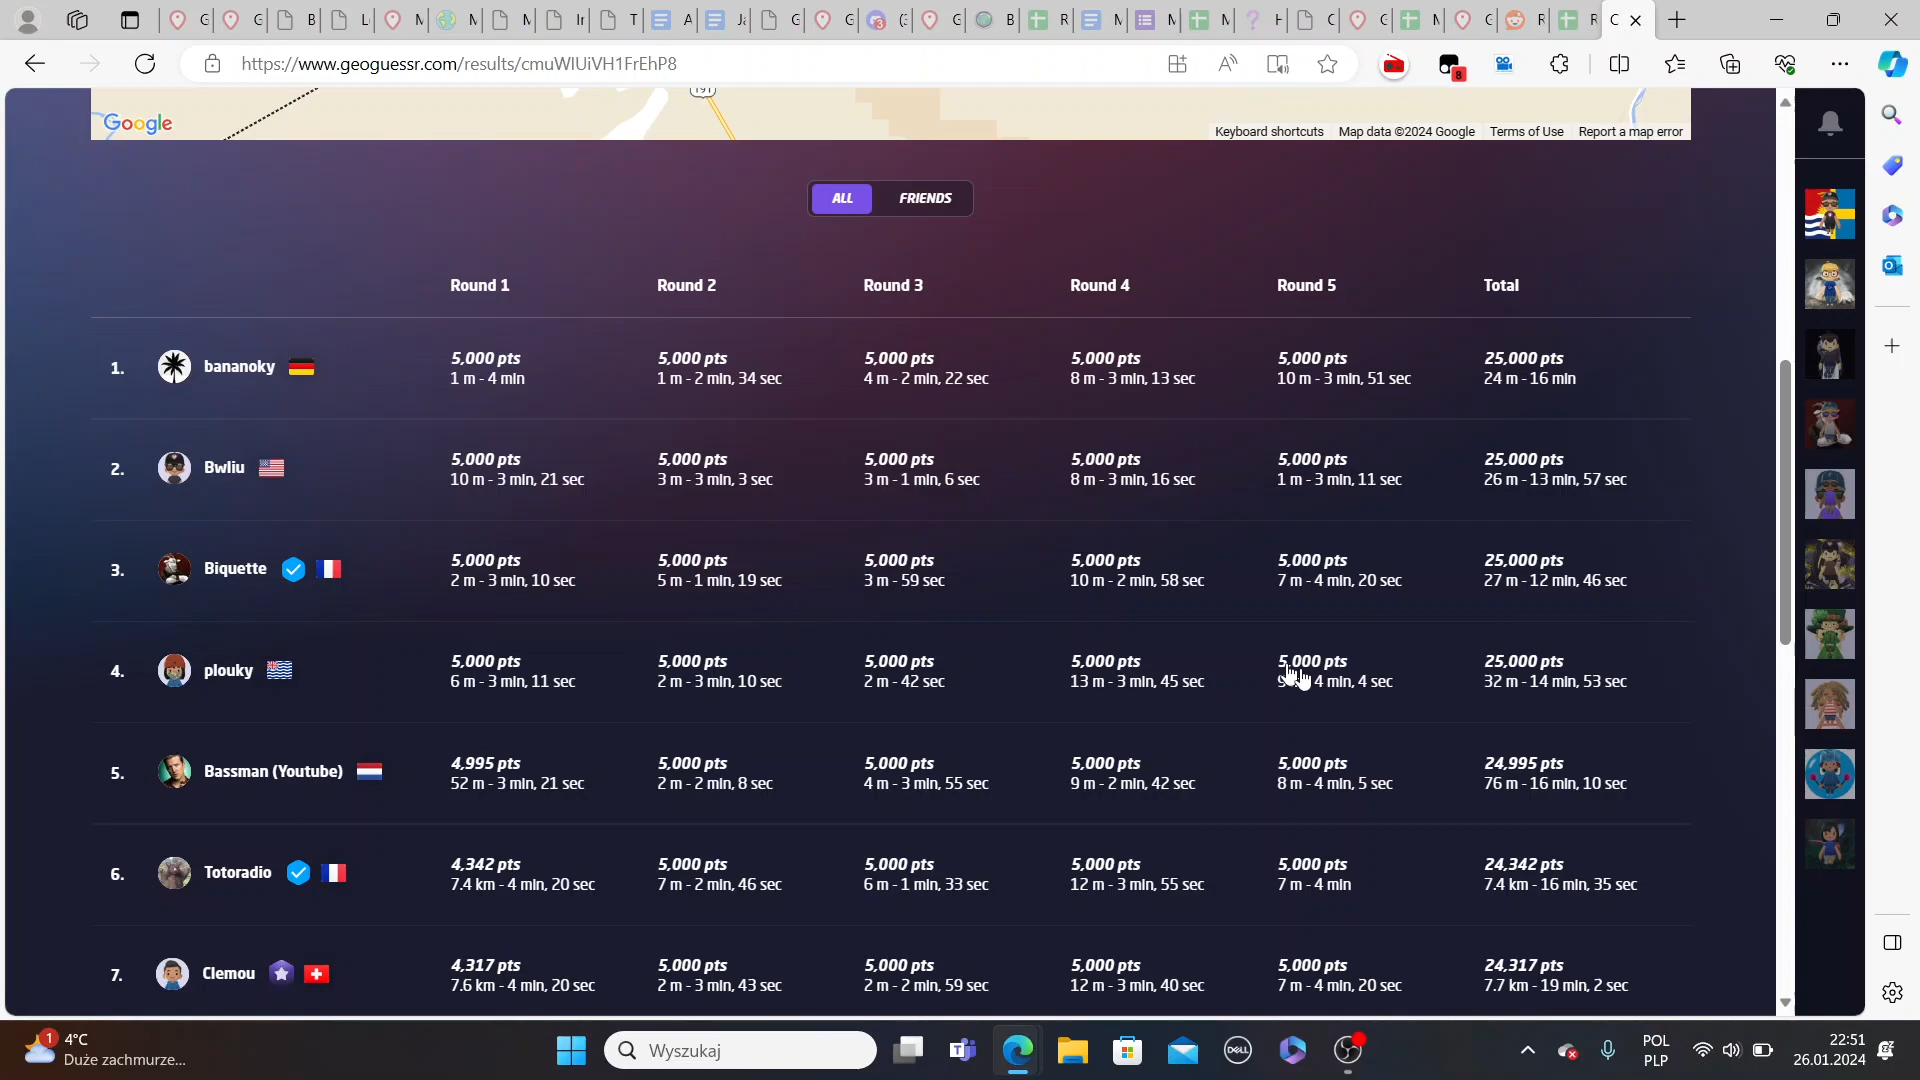 https://www.geoguessr.com/results/cmuWIUiVH1FrEhP8
8
191
Google
Keyboard shortcuts Map data ©2024 Google Terms of Use Report a map error
ALL FRIENDS
Round 1 Round 2 Round 3 Round 4 Round 5 Total
1. bananoky
5,000 pts 5,000 pts 5,000 pts 5,000 pts 5,000 pts 25,000 pts
1 m - 4 min 1 m - 2 min, 34 sec 4 m - 2 min, 22 sec 8 m - 3 min, 13 sec 10 m - 3 min, 51 sec 24 m - 16 min
2. Bwliu
5,000 pts 5,000 pts 5,000 pts 5,000 pts 5,000 pts 25,000 pts
10 m - 3 min, 21 sec 3 m - 3 min, 3 sec 3 m - 1 min, 6 sec 8 m - 3 min, 16 sec 1 m - 3 min, 11 sec 26 m - 13 min, 57 sec
3. Biquette
5,000 pts 5,000 pts 5,000 pts 5,000 pts 5,000 pts 25,000 pts
2 m - 3 min, 10 sec 5 m - 1 min, 19 sec 3 m - 59 sec 10 m - 2 min, 58 sec 7 m - 4 min, 20 sec 27 m - 12 min, 46 sec
4. plouky
5,000 pts 5,000 pts 5,000 pts 5,000 pts 5,000 pts 25,000 pts
6 m - 3 min, 11 sec 2 m - 3 min, 10 sec 2 m - 42 sec 13 m - 3 min, 45 sec 4 min, 4 sec 32 m - 14 min, 53 sec
5. Bassman (Youtube)
4,995 pts 5,000 pts 5,000 pts 5,000 pts 5,000 pts 24,995 pts
52 m - 3 min, 21 sec 2 m - 2 min, 8 sec 4 m - 3 min, 55 sec 9 m - 2 min, 42 sec 8 m - 4 min, 5 sec 76 m - 16 min, 10 sec
6. Totoradio
4,342 pts 5,000 pts 5,000 pts 5,000 pts 5,000 pts 24,342 pts
7.4 km - 4 min, 20 sec 7 m - 2 min, 46 sec 6 m - 1 min, 33 sec 12 m - 3 min, 55 sec 7 m - 4 min 7.4 km - 16 min, 35 sec
7. Clemou
4,317 pts 5,000 pts 5,000 pts 5,000 pts 5,000 pts 24,317 pts
7.6 km - 4 min, 20 sec 2 m - 3 min, 43 sec 2 m - 2 min, 59 sec 12 m - 3 min, 40 sec 7 m - 4 min, 20 sec 7.7 km - 19 min, 2 sec
1
4°C
Duże zachmurze...
Wyszukaj
DELL
POL
PLP
22:51
26.01.2024